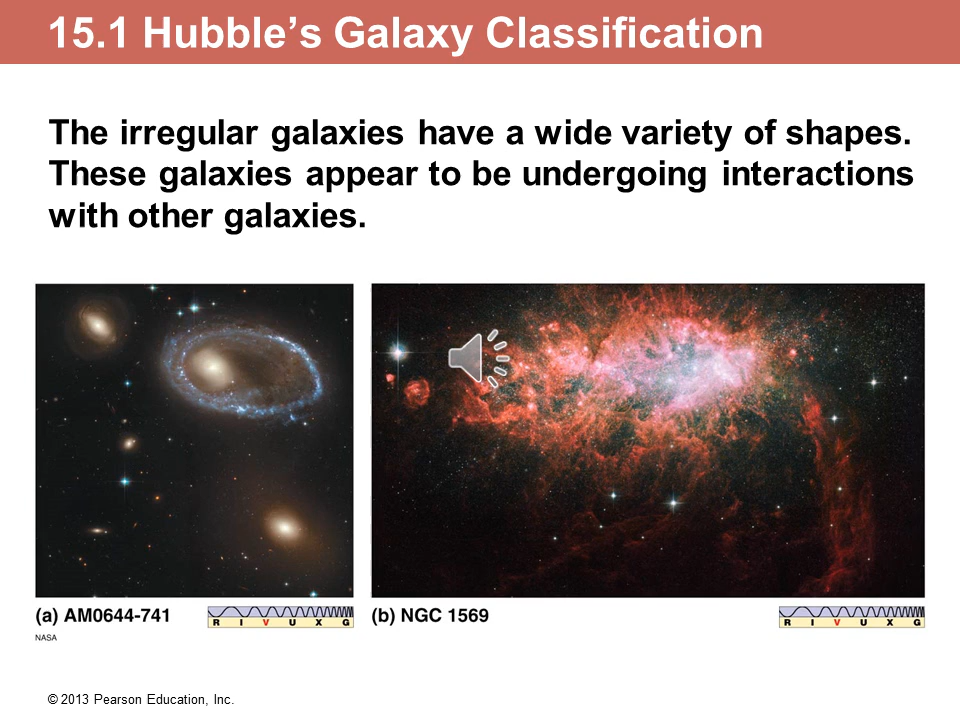 15.1 Hubble’s Galaxy Classification
The irregular galaxies have a wide variety of shapes.
These galaxies appear to be undergoing interactions
with other galaxies.
(a) AM0644-741
R I V U X G
(b) NGC 1569
R I V U X G
NASA
© 2013 Pearson Education, Inc.